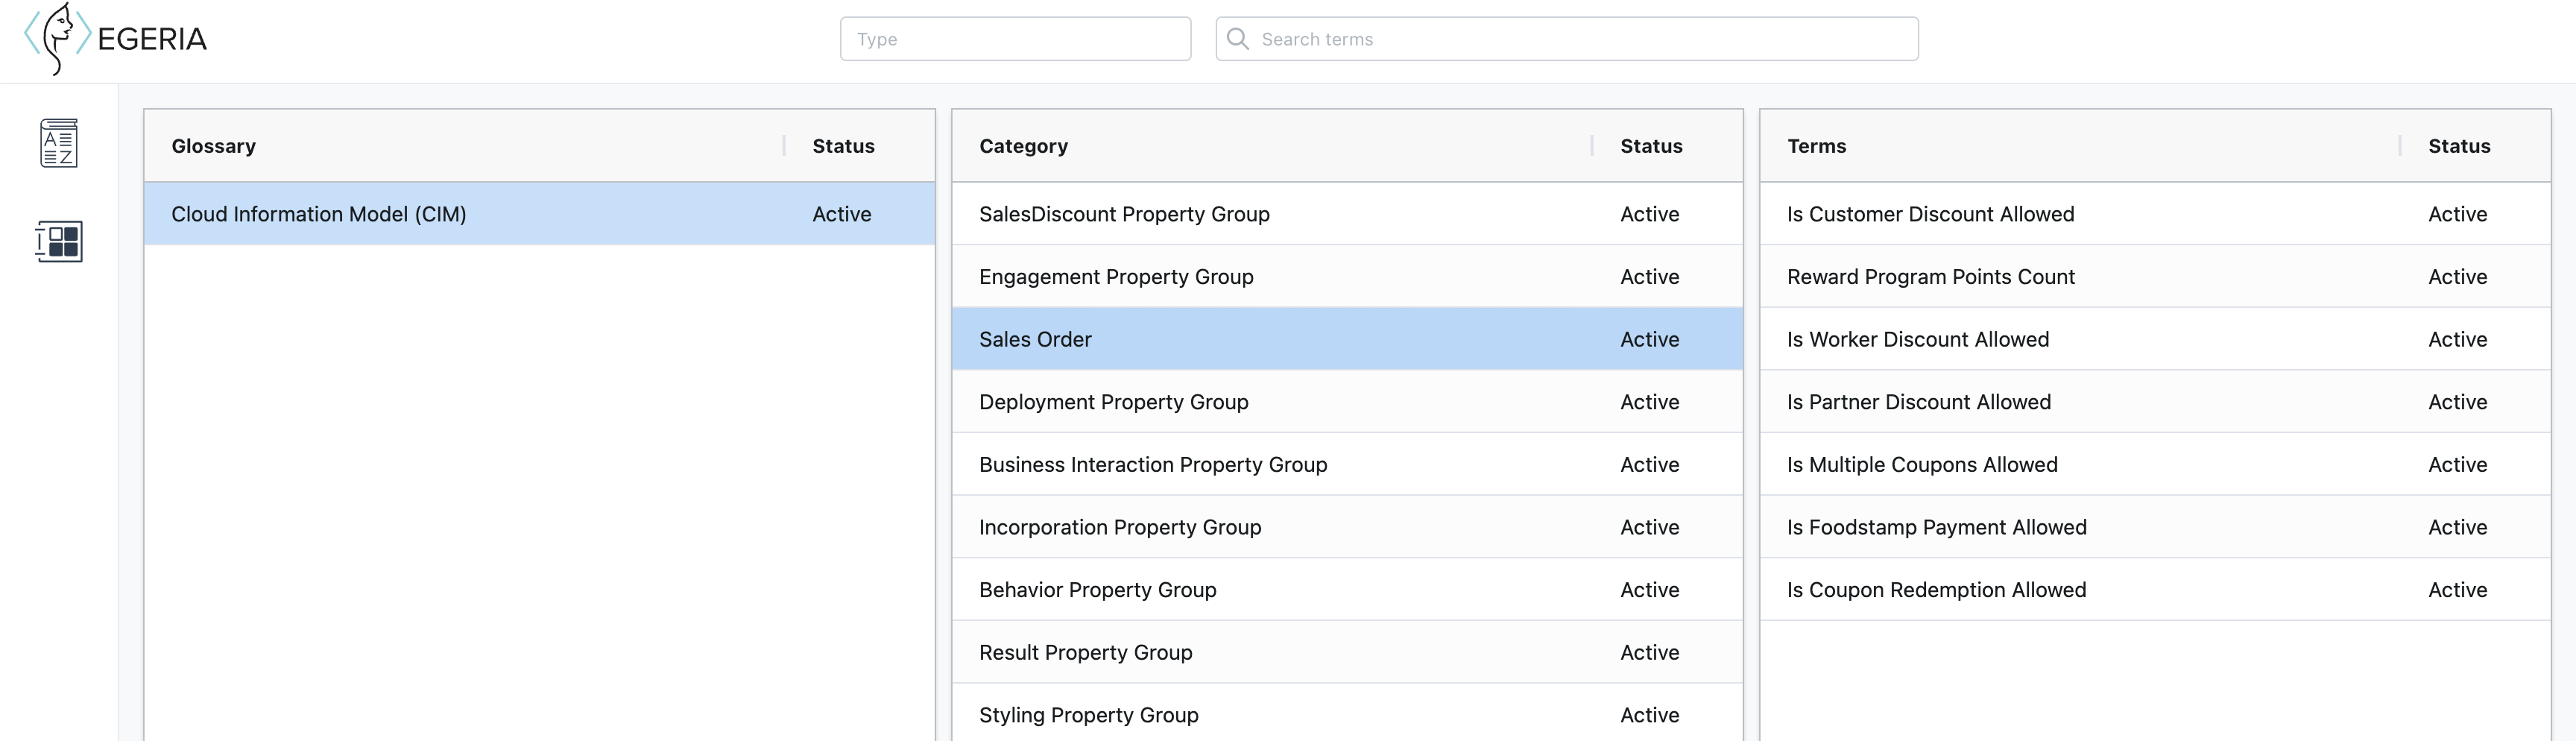 EGERIA
Type
Search terms
Glossary Status
Cloud Information Model (CIM) Active
Category Status
SalesDiscount Property Group Active
Engagement Property Group Active
Sales Order Active
Deployment Property Group Active
Business Interaction Property Group Active
Incorporation Property Group Active
Behavior Property Group Active
Result Property Group Active
Styling Property Group Active
Terms Status
Is Customer Discount Allowed Active
Reward Program Points Count Active
Is Worker Discount Allowed Active
Is Partner Discount Allowed Active
Is Multiple Coupons Allowed Active
Is Foodstamp Payment Allowed Active
Is Coupon Redemption Allowed Active